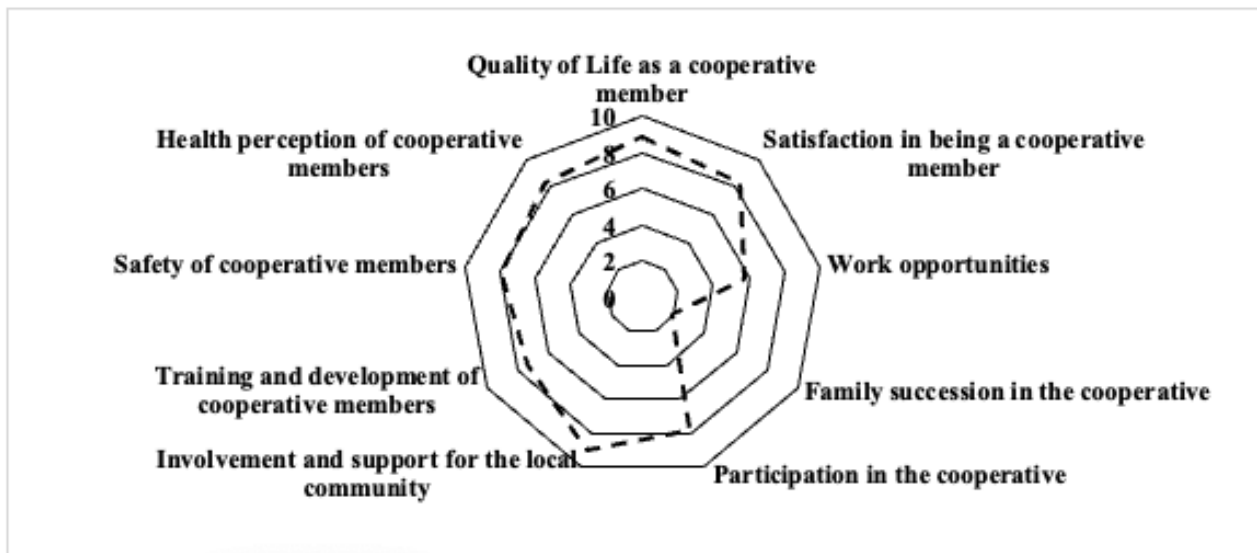 Quality of Life as a cooperative
member
10
Health perception of cooperative
members
Satisfaction in being a cooperative
member
8
6
4
2
0
Safety of cooperative members
Work opportunities
Training and development of
cooperative members
Family succession in the cooperative
Involvement and support for the local
community
Participation in the cooperative